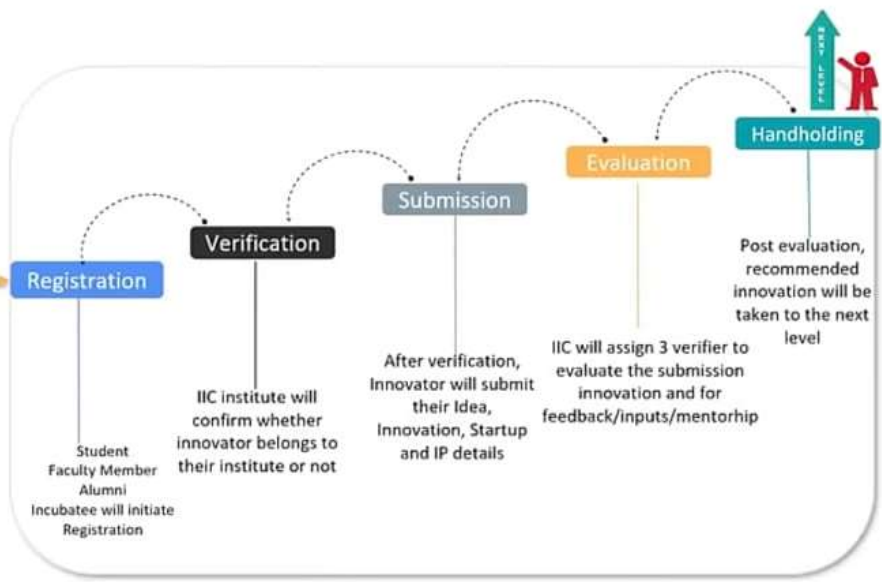 NEXT LEVEL
Handholding
Evaluation
Submission
Verification
Registration
Post evaluation,
recommended
innovation will be
taken to the next
level
IIC will assign 3 verifier to
evaluate the submission
innovation and for
feedback/inputs/mentorhip
After verification,
Innovator will submit
their Idea,
Innovation, Startup
and IP details
IIC institute will
confirm whether
innovator belongs to
their institute or not
Student
Faculty Member
Alumni
Incubatee will initiate
Registration